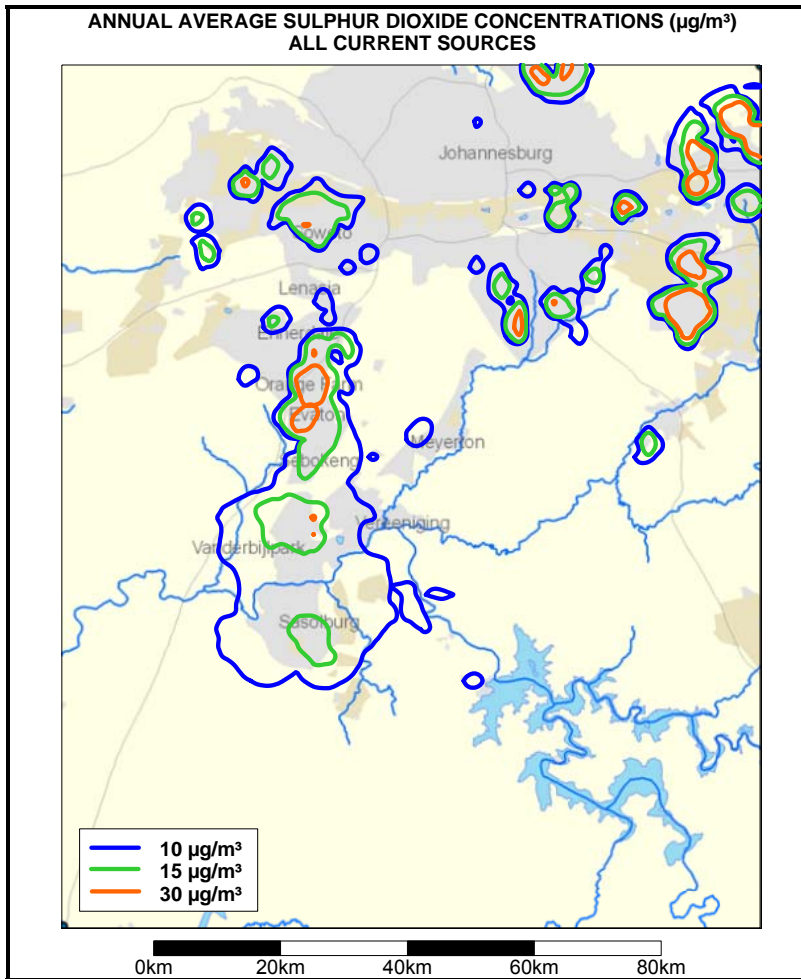 ANNUAL AVERAGE SULPHUR DIOXIDE CONCENTRATIONS (µg/m³)
ALL CURRENT SOURCES
Johannesburg
Soweto
Lenasia
Orange Farm
Evaton
Meyerton
Sebokeng
Vereeniging
Vanderbijlpark
Sasolburg
10 µg/m³
15 µg/m³
30 µg/m³
0km 20km 40km 60km 80km